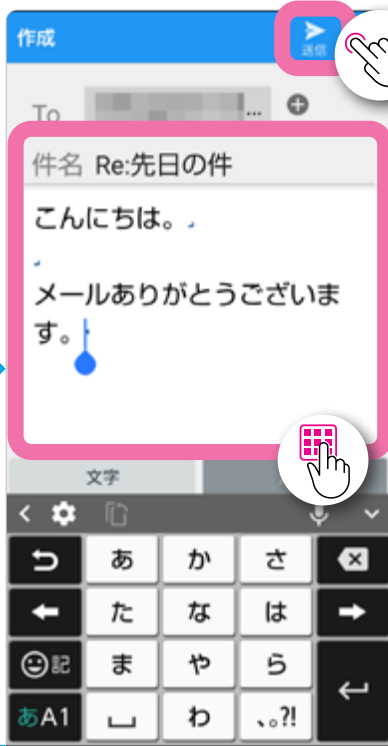 作成
送信
To
...
件名 Re:先日の件
こんにちは。
メールありがとうございま
す。
文字
あ か さ
た な は
記 ま や ら
あA1 わ 、。?!